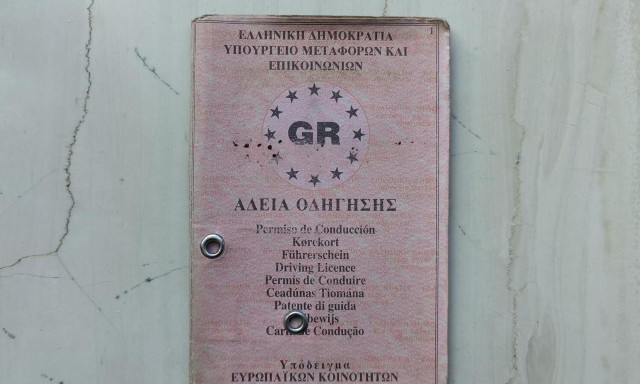 1
ΕΛΛΗΝΙΚΗ ΔΗΜΟΚΡΑΤΙΑ
ΥΠΟΥΡΓΕΙΟ ΜΕΤΑΦΟΡΩΝ ΚΑΙ
ΕΠΙΚΟΙΝΩΝΙΩΝ
GR
ΑΔΕΙΑ ΟΔΗΓΗΣΗΣ
Permiso de Conducción
Kørekort
Führerschein
Driving Licence
Permis de Conduire
Ceadúnas Tiomána
Patente di guida
Carta de Condução
Υπόδειγμα
ΕΥΡΩΠΑΪΚΩΝ ΚΟΙΝΟΤΗΤΩΝ